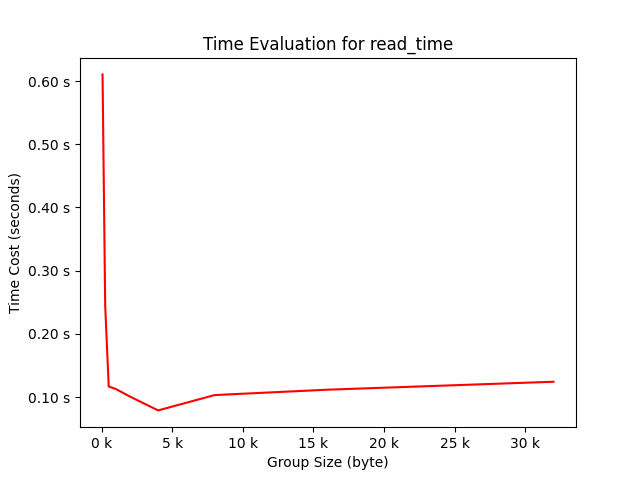 Time Evaluation for read_time
0.60 s
0.50 s
0.40 s
0.30 s
0.20 s
0.10 s
Time Cost (seconds)
0 k 5 k 10 k 15 k 20 k 25 k 30 k
Group Size (byte)